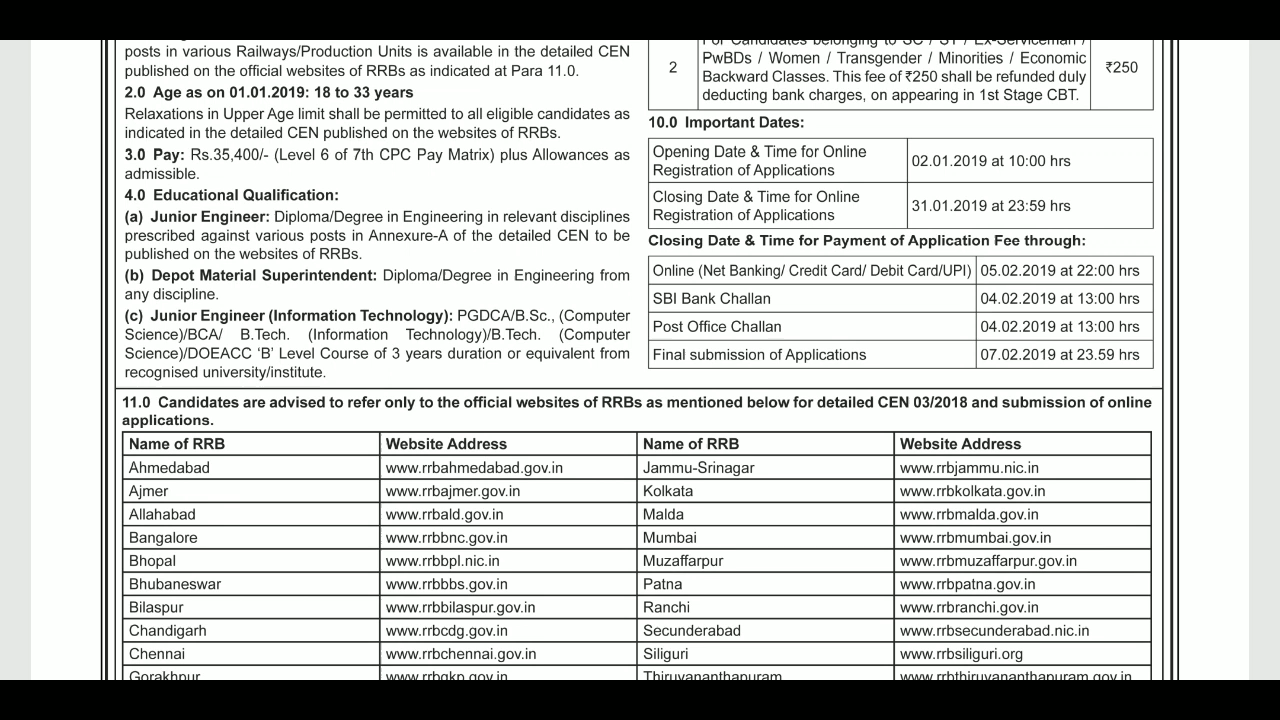 posts in various Railways/Production Units is available in the detailed CEN
published on the official websites of RRBs as indicated at Para 11.0.
2.0 Age as on 01.01.2019: 18 to 33 years
Relaxations in Upper Age limit shall be permitted to all eligible candidates as
indicated in the detailed CEN published on the websites of RRBs.
3.0 Pay: Rs.35,400/- (Level 6 of 7th CPC Pay Matrix) plus Allowances as
admissible.
4.0 Educational Qualification:
(a) Junior Engineer: Diploma/Degree in Engineering in relevant disciplines
prescribed against various posts in Annexure-A of the detailed CEN to be
published on the websites of RRBs.
(b) Depot Material Superintendent: Diploma/Degree in Engineering from
any discipline.
(c) Junior Engineer (Information Technology): PGDCA/B.Sc., (Computer
Science)/BCA/ B.Tech. (Information Technology)/B.Tech. (Computer
Science)/DOEACC ‘B’ Level Course of 3 years duration or equivalent from
recognised university/institute.
For Candidates belonging to SC / ST / Ex-Serviceman /
2 PwBDs / Women / Transgender / Minorities / Economic ₹250
Backward Classes. This fee of ₹250 shall be refunded duly
deducting bank charges, on appearing in 1st Stage CBT.
10.0 Important Dates:
Opening Date & Time for Online
Registration of Applications 02.01.2019 at 10:00 hrs
Closing Date & Time for Online
Registration of Applications 31.01.2019 at 23:59 hrs
Closing Date & Time for Payment of Application Fee through:
Online (Net Banking/ Credit Card/ Debit Card/UPI) 05.02.2019 at 22:00 hrs
SBI Bank Challan 04.02.2019 at 13:00 hrs
Post Office Challan 04.02.2019 at 13:00 hrs
Final submission of Applications 07.02.2019 at 23.59 hrs
11.0 Candidates are advised to refer only to the official websites of RRBs as mentioned below for detailed CEN 03/2018 and submission of online
applications.
Name of RRB Website Address Name of RRB Website Address
Ahmedabad www.rrbahmedabad.gov.in Jammu-Srinagar www.rrbjammu.nic.in
Ajmer www.rrbajmer.gov.in Kolkata www.rrbkolkata.gov.in
Allahabad www.rrbald.gov.in Malda www.rrbmalda.gov.in
Bangalore www.rrbbnc.gov.in Mumbai www.rrbmumbai.gov.in
Bhopal www.rrbbpl.nic.in Muzaffarpur www.rrbmuzaffarpur.gov.in
Bhubaneswar www.rrbbbs.gov.in Patna www.rrbpatna.gov.in
Bilaspur www.rrbbilaspur.gov.in Ranchi www.rrbranchi.gov.in
Chandigarh www.rrbcdg.gov.in Secunderabad www.rrbsecunderabad.nic.in
Chennai www.rrbchennai.gov.in Siliguri www.rrbsiliguri.org
Gorakhpur www.rrbgkp.gov.in Thiruvananthapuram www.rrbthiruvananthapuram.gov.in